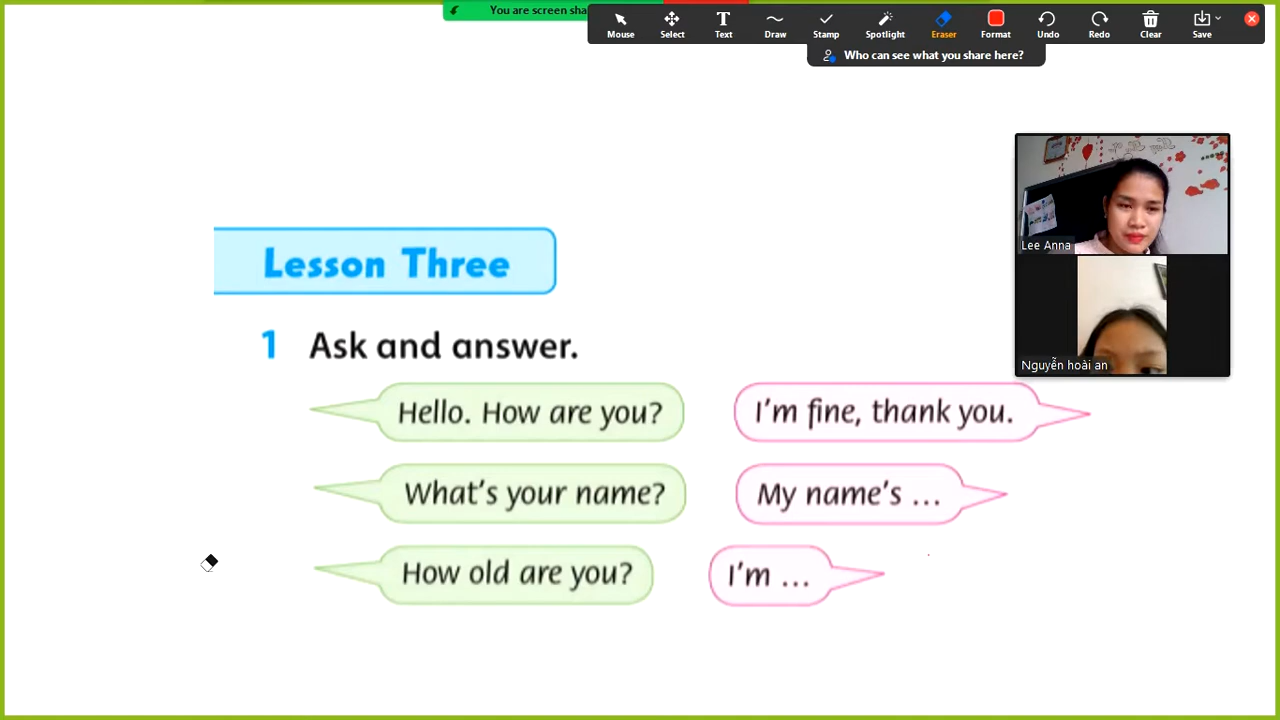 You are screen sha
Mouse
Select
Text
Draw
Stamp
Spotlight
Eraser
Format
Undo
Redo
Clear
Save
Who can see what you share here?
Lee Anna
Nguyễn hoài an
Lesson Three
1 Ask and answer.
Hello. How are you? I'm fine, thank you.
What's your name? My name's ...
How old are you? I'm ...